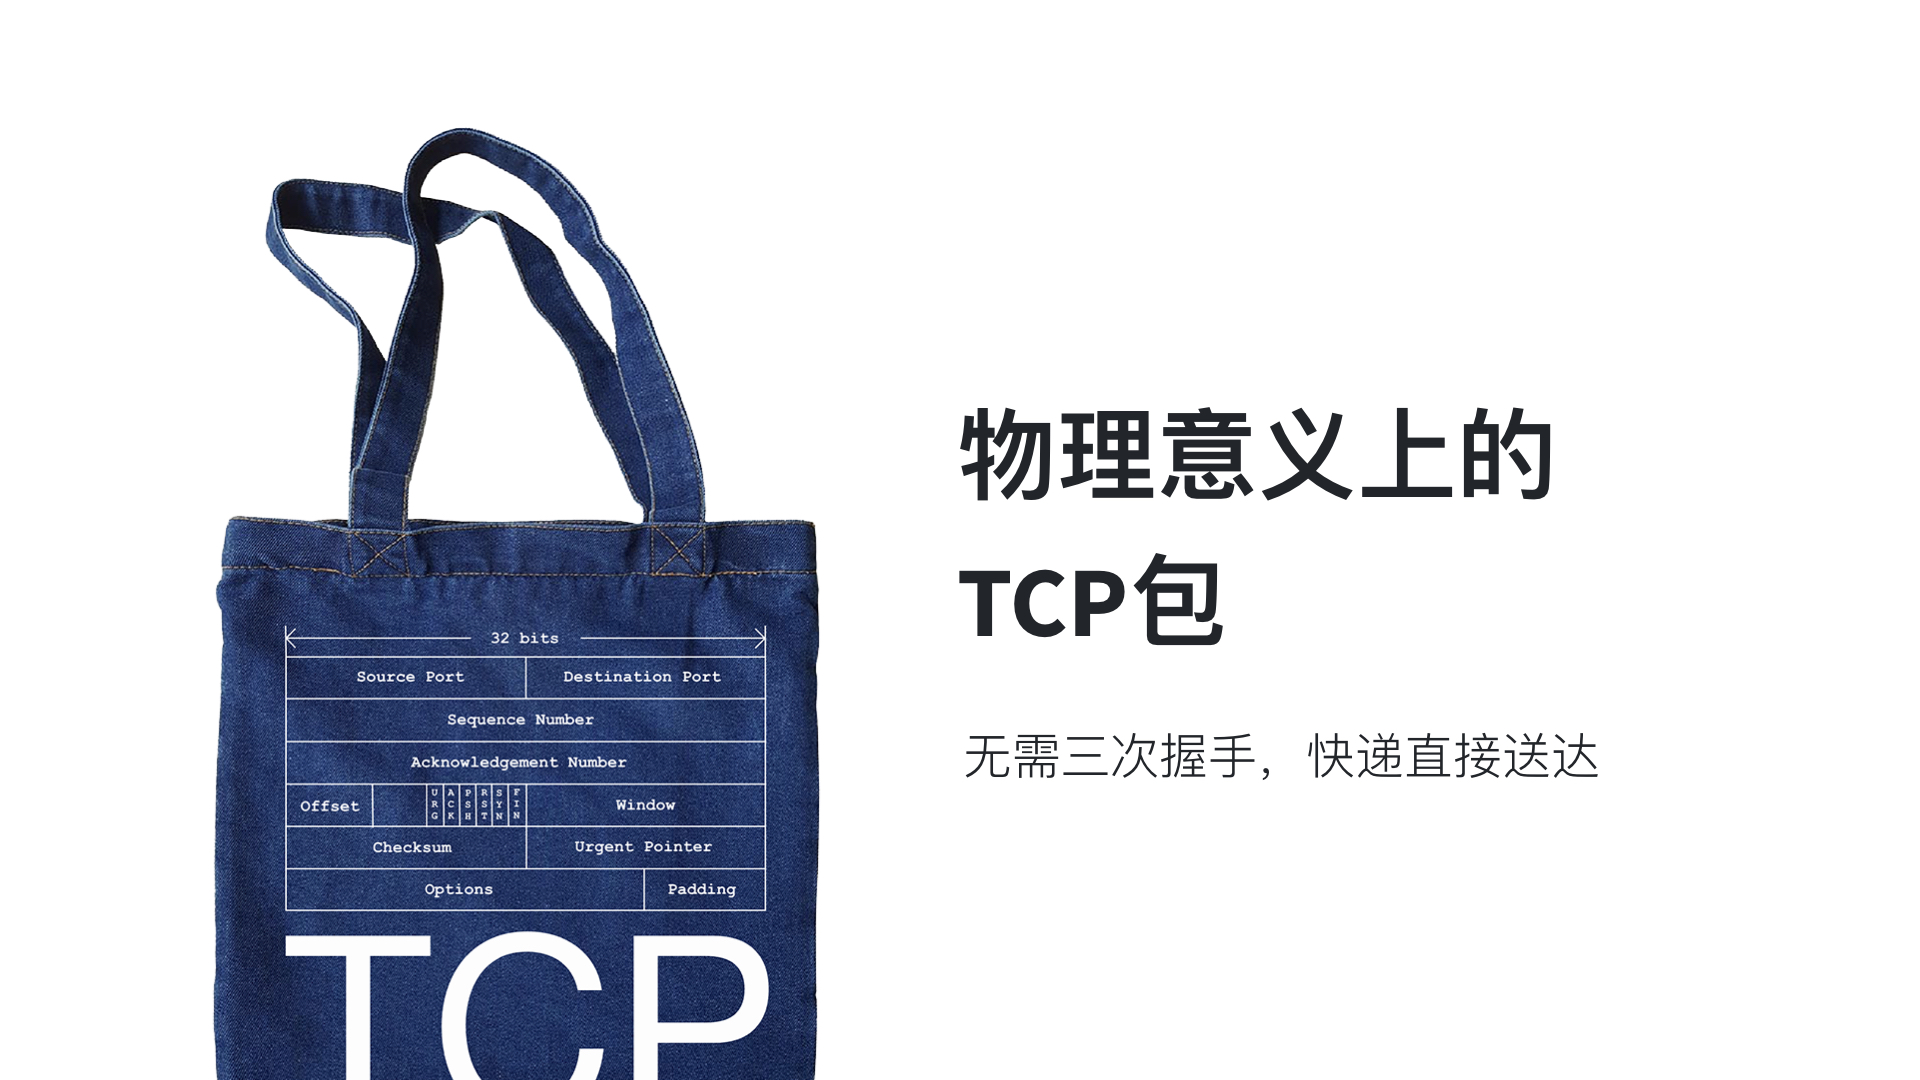 32 bits
Source Port Destination Port
Sequence Number
Acknowledgement Number
Offset URG ACK PSH RST SYN FIN Window
Checksum Urgent Pointer
Options Padding
TCP
物理意义上的
TCP包
无需三次握手，快递直接送达